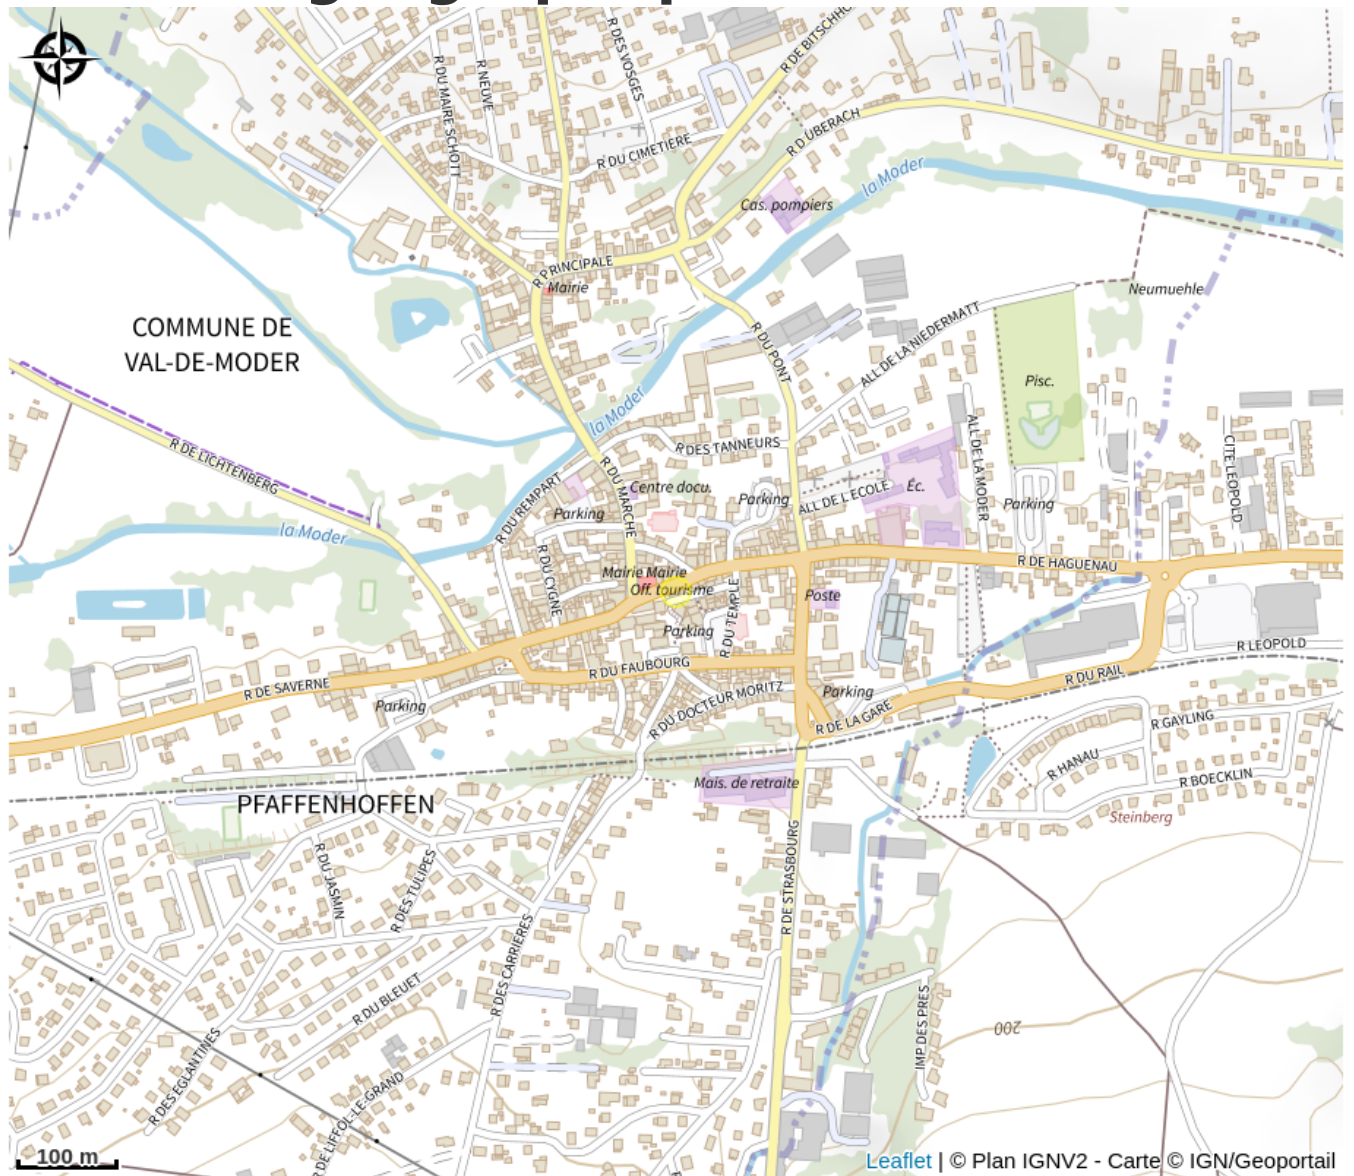 R DES VOSGES
R DE BITSCHHO
R NEUVE
R DU MAIRE SCHOTT
R D'UBERACH
R DU CIMETIERE
la Moder
Cas. pompiers
R PRINCIPALE
Mairie
Neumuehle
COMMUNE DE
VAL-DE-MODER
ALL DE LA NIEDERMATT
R DU PONT
Pisc.
la Moder
R DES TANNEURS
R DE LICHTENBERG
ALL DE LA MODER
CITE LEOPOLD
R DU MARCHE
Centre docu.
Éc.
Parking
ALL DE L'ECOLE
Parking
R DU REMPART
Parking
la Moder
R DE HAGUENAU
R DU CYGNE
Mairie Mairie
Off. tourisme
R DU TEMPLE
Poste
Parking
R LEOPOLD
R DU FAUBOURG
R DE SAVERNE
R DU RAIL
R DU DOCTEUR MORITZ
Parking
Parking
R DE LA GARE
R GAYLING
R HANAU
R BOECKLIN
Mais. de retraite
PFAFFENHOFFEN
Steinberg
R DU JASMIN
R DES TULIPES
R DE STRASBOURG
R DES CARRIERES
R DU BLEUET
IMP DES PRES
200
R DES EGLANTINES
R DE LIFFOL-LE-GRAND
100 m
Leaflet | © Plan IGNV2 - Carte © IGN/Geoportail